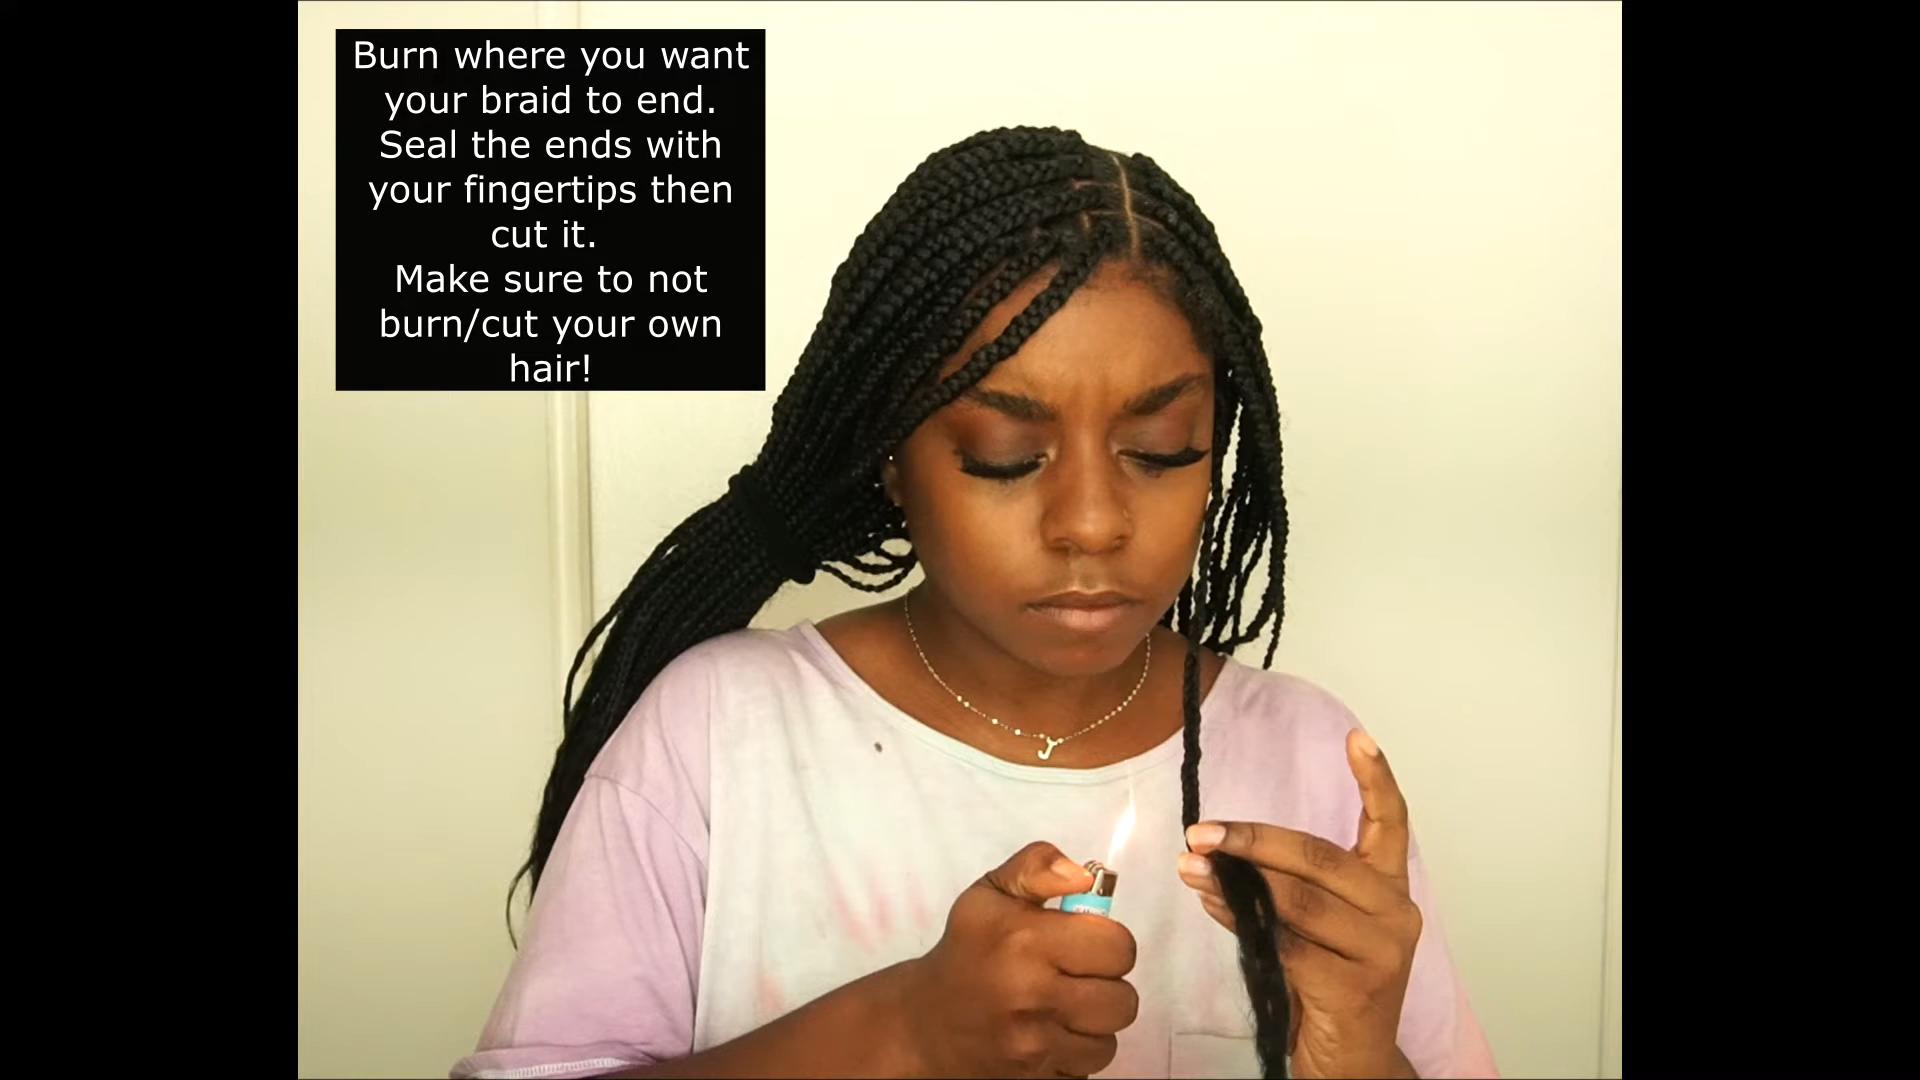 Burn where you want
your braid to end.
Seal the ends with
your fingertips then
cut it.
Make sure to not
burn/cut your own
hair!
J